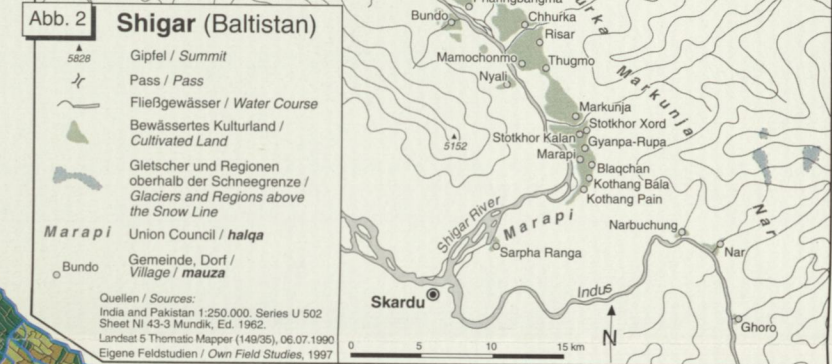 Abb. 2
Shigar (Baltistan)
5828
Gipfel / Summit
Pass / Pass
Fließgewässer / Water Course
Bewässertes Kulturland /
Cultivated Land
Gletscher und Regionen
oberhalb der Schneegrenze /
Glaciers and Regions above
the Snow Line
Marapi
Union Council / halqa
Bundo
Gemeinde, Dorf /
Village / mauza
Quellen / Sources:
India and Pakistan 1:250.000. Series U 502
Sheet NI 43-3 Mundik, Ed. 1962.
Landsat 5 Thematic Mapper (149/35), 06.07.1990
Eigene Feldstudien / Own Field Studies, 1997
Bundo
Chhurka
Risar
Mamochonmo
Thugmo
Nyali
Markunja
Markunja
Stotkhor Xord
Stotkhor Kalan
Gyanpa-Rupa
5152
Marapi
Blaqchan
Kothang Bala
Kothang Pain
Shigar River
Marapi
Narbuchung
Nar
Sarpha Ranga
Nar
Skardu
Indus
Ghoro
0 5 10 15 km
N